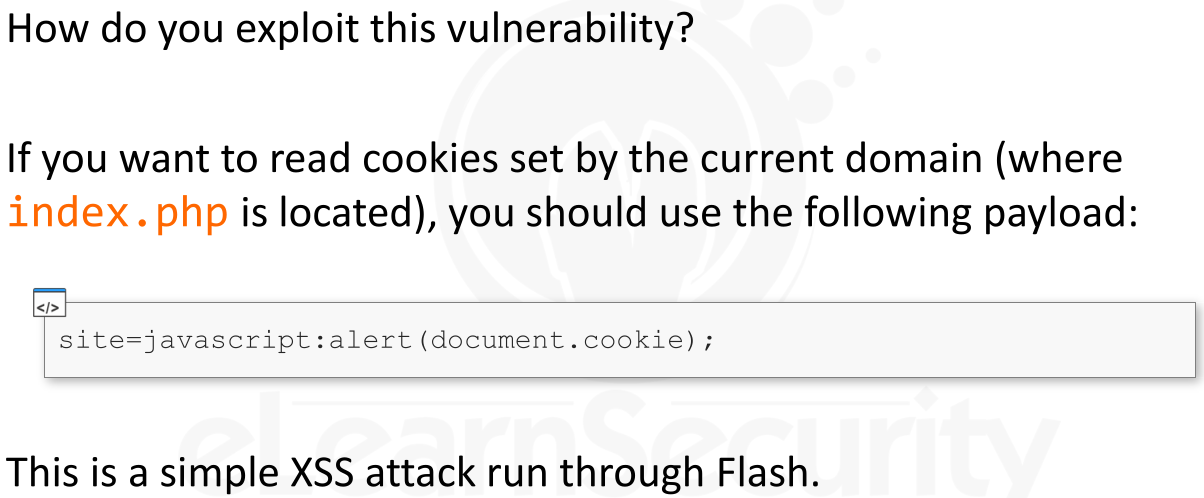 How do you exploit this vulnerability?
If you want to read cookies set by the current domain (where
index.php is located), you should use the following payload:
</>
site=javascript:alert(document.cookie);
eLearnSecurity
This is a simple XSS attack run through Flash.